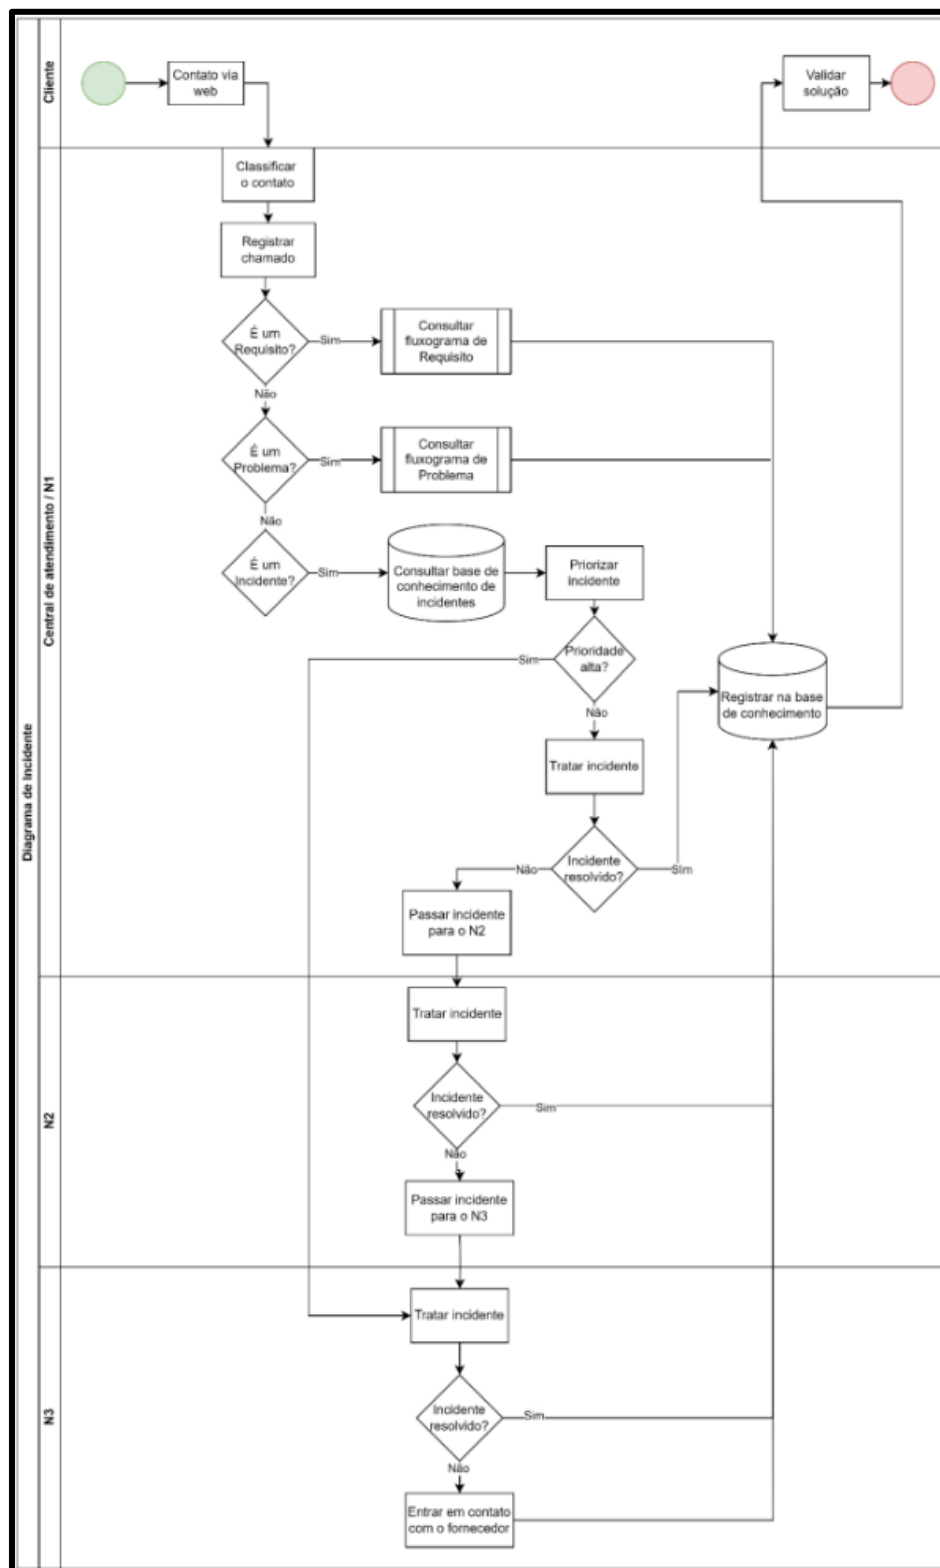 Diagrama de Incidente
Cliente
Contato via
web
Validar
solução
Central de atendimento / N1
Classificar
o contato
Registrar
chamado
É um
Requisito?
Sim
Consultar
fluxograma de
Requisito
Não
É um
Problema?
Sim
Consultar
fluxograma de
Problema
Não
É um
Incidente?
Sim
Consultar base de
conhecimento de
incidentes
Priorizar
incidente
Prioridade
alta?
Sim
Não
Registrar na base
de conhecimento
Tratar incidente
Incidente
resolvido?
Não
Sim
Passar incidente
para o N2
N2
Tratar incidente
Incidente
resolvido?
Sim
Não
Passar incidente
para o N3
N3
Tratar incidente
Incidente
resolvido?
Sim
Não
Entrar em contato
com o fornecedor